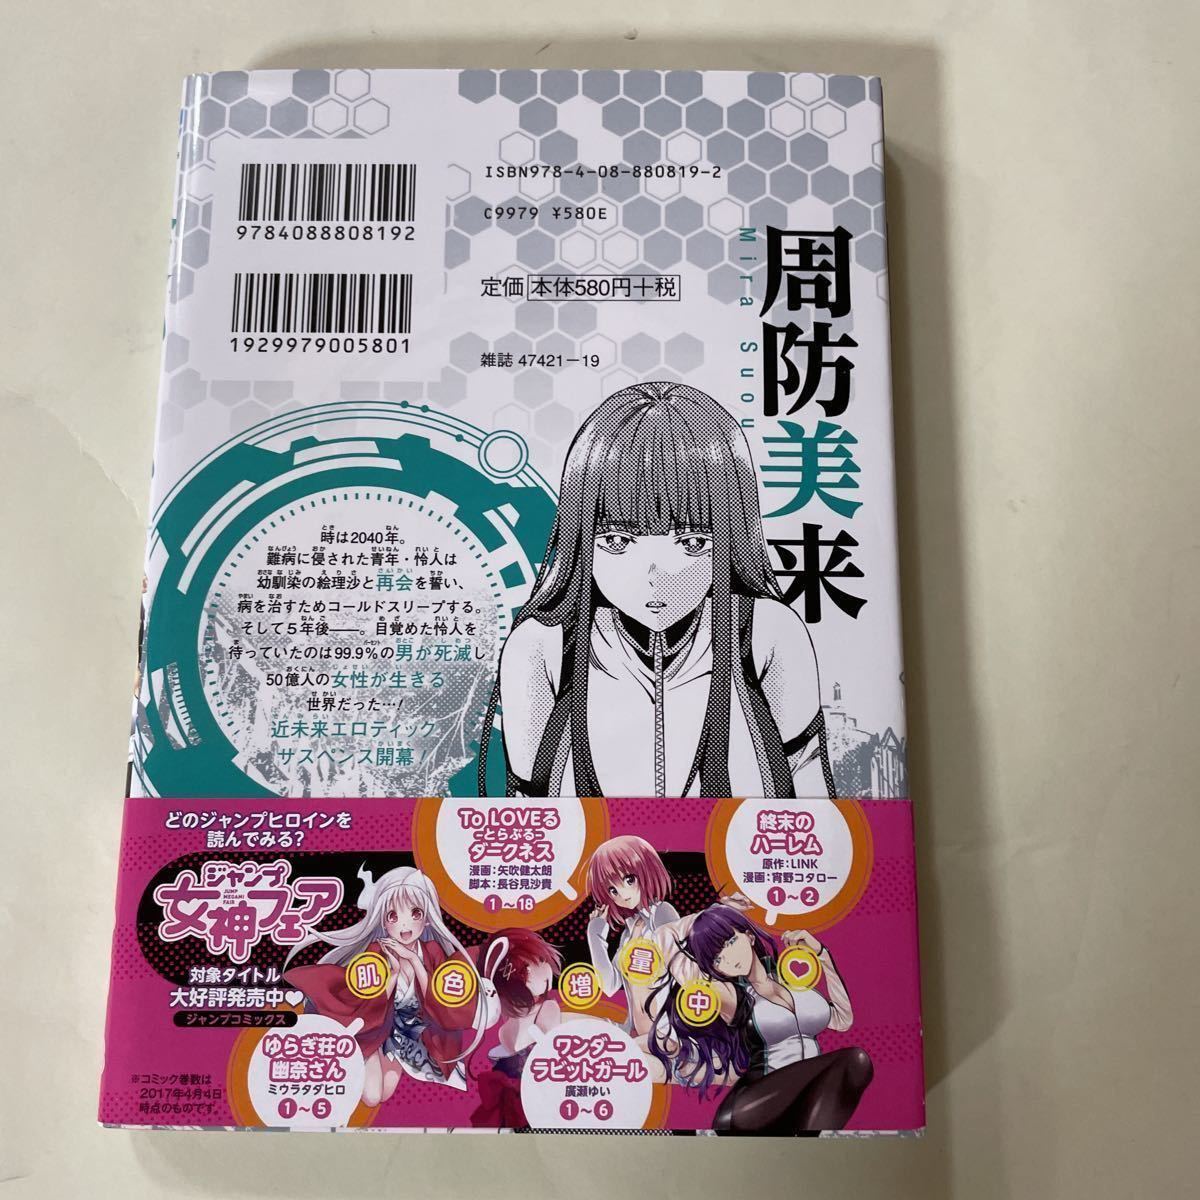 ISBN978-4-08-880819-2
C9979 ¥580E
9784088808192
定価 本体580円+税
1929979005801
雑誌 47421-19
周防美来
Mira Suou
時は2040年。
難病に侵された青年・怜人は
幼馴染の絵理沙と再会を誓い、
病を治すためコールドスリープする。
そして5年後――。目覚めた怜人を
待っていたのは99.9%の男が死滅し
50億人の女性が生きる
世界だった…!
近未来エロティック
サスペンス開幕!
どのジャンプヒロインを
読んでみる?
ジャンプ
JUMP
MEGAMI
FAIR
女神フェア
対象タイトル
大好評発売中♥
ジャンプコミックス
To LOVEる
-とらぶる-
ダークネス
漫画:矢吹健太朗
脚本:長谷見沙貴
1〜18
終末の
ハーレム
原作:LINK
漫画:宵野コタロー
1〜2
肌色増量中♥
ゆらぎ荘の
幽奈さん
ミウラタダヒロ
1〜5
ワンダー
ラビットガール
廣瀬ゆい
1〜6
※コミック巻数は
2017年4月4日
時点のものです。